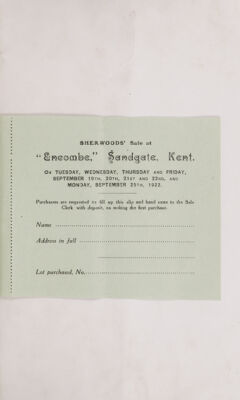 SHERWOODS' Sale at
"Encombe," Sandgate, Kent.
On TUESDAY, WEDNESDAY, THURSDAY AND FRIDAY,
SEPTEMBER 19TH, 20TH, 21ST AND 22ND, AND
MONDAY, SEPTEMBER 25TH, 1922.
Purchasers are requested to fill up this slip and hand same to the Sale
Clerk with deposit, on making the first purchase.
Name
Address in full
Lot purchased, No.